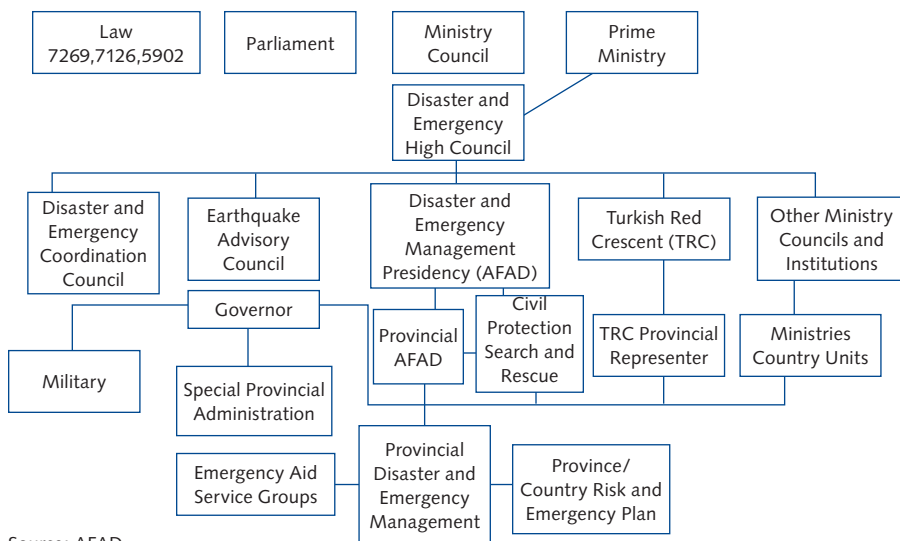 Law
7269,7126,5902
Parliament
Ministry
Council
Prime
Ministry
Disaster and
Emergency
High Council
Disaster and
Emergency
Coordination
Council
Earthquake
Advisory
Council
Disaster and
Emergency
Management
Presidency (AFAD)
Turkish Red
Crescent (TRC)
Other Ministry
Councils and
Institutions
Governor
Military
Special Provincial
Administration
Provincial
AFAD
Civil
Protection
Search and
Rescue
TRC Provincial
Representer
Ministries
Country Units
Emergency Aid
Service Groups
Provincial
Disaster and
Emergency
Management
Province/
Country Risk and
Emergency Plan
Source: AFAD